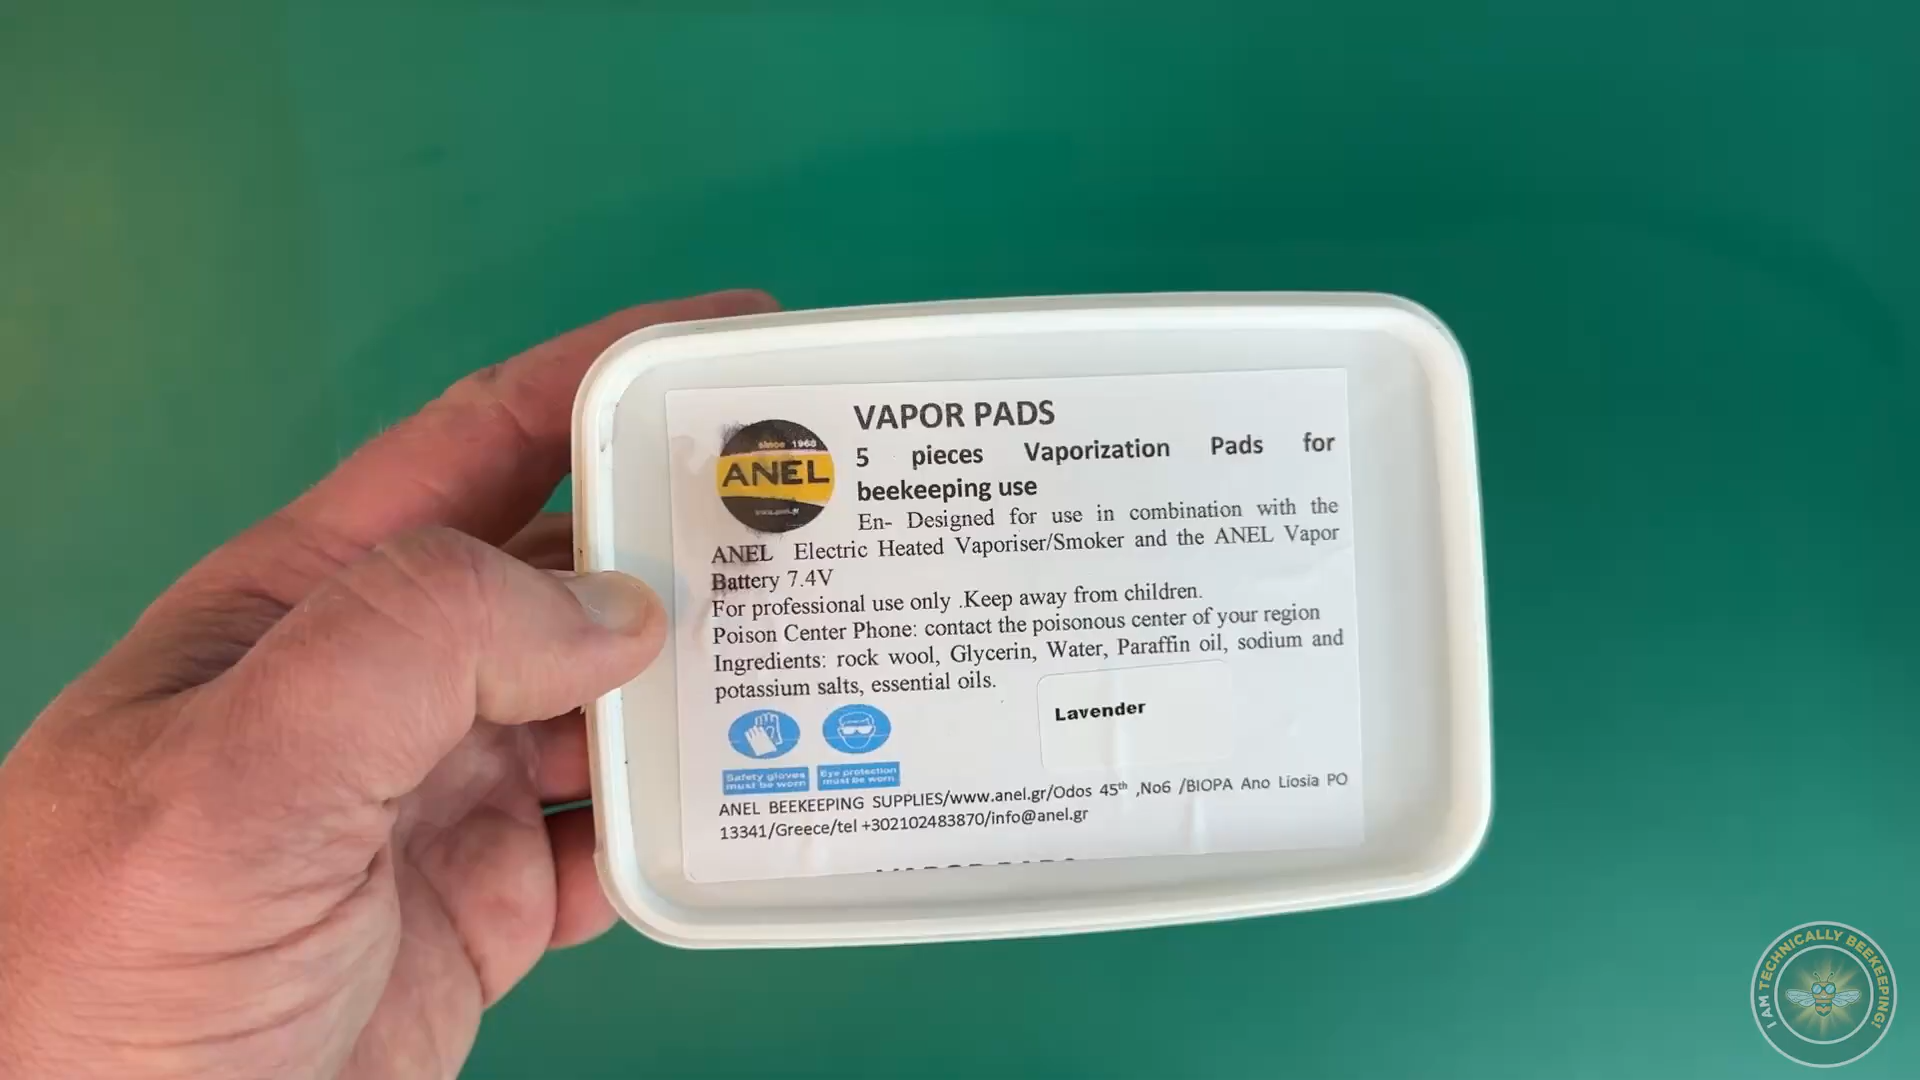 VAPOR PADS
5 pieces Vaporization Pads for
beekeeping use
since 1968
ANEL
www.anel.gr
En- Designed for use in combination with the
ANEL Electric Heated Vaporiser/Smoker and the ANEL Vapor
Battery 7.4V
For professional use only .Keep away from children.
Poison Center Phone: contact the poisonous center of your region
Ingredients: rock wool, Glycerin, Water, Paraffin oil, sodium and
potassium salts, essential oils.
Lavender
Safety gloves
must be worn
Eye protection
must be worn
ANEL BEEKEEPING SUPPLIES/www.anel.gr/Odos 45th ,No6 /BIOPA Ano Liosia PO
13341/Greece/tel +302102483870/info@anel.gr
I AM TECHNICALLY BEEKEEPING!